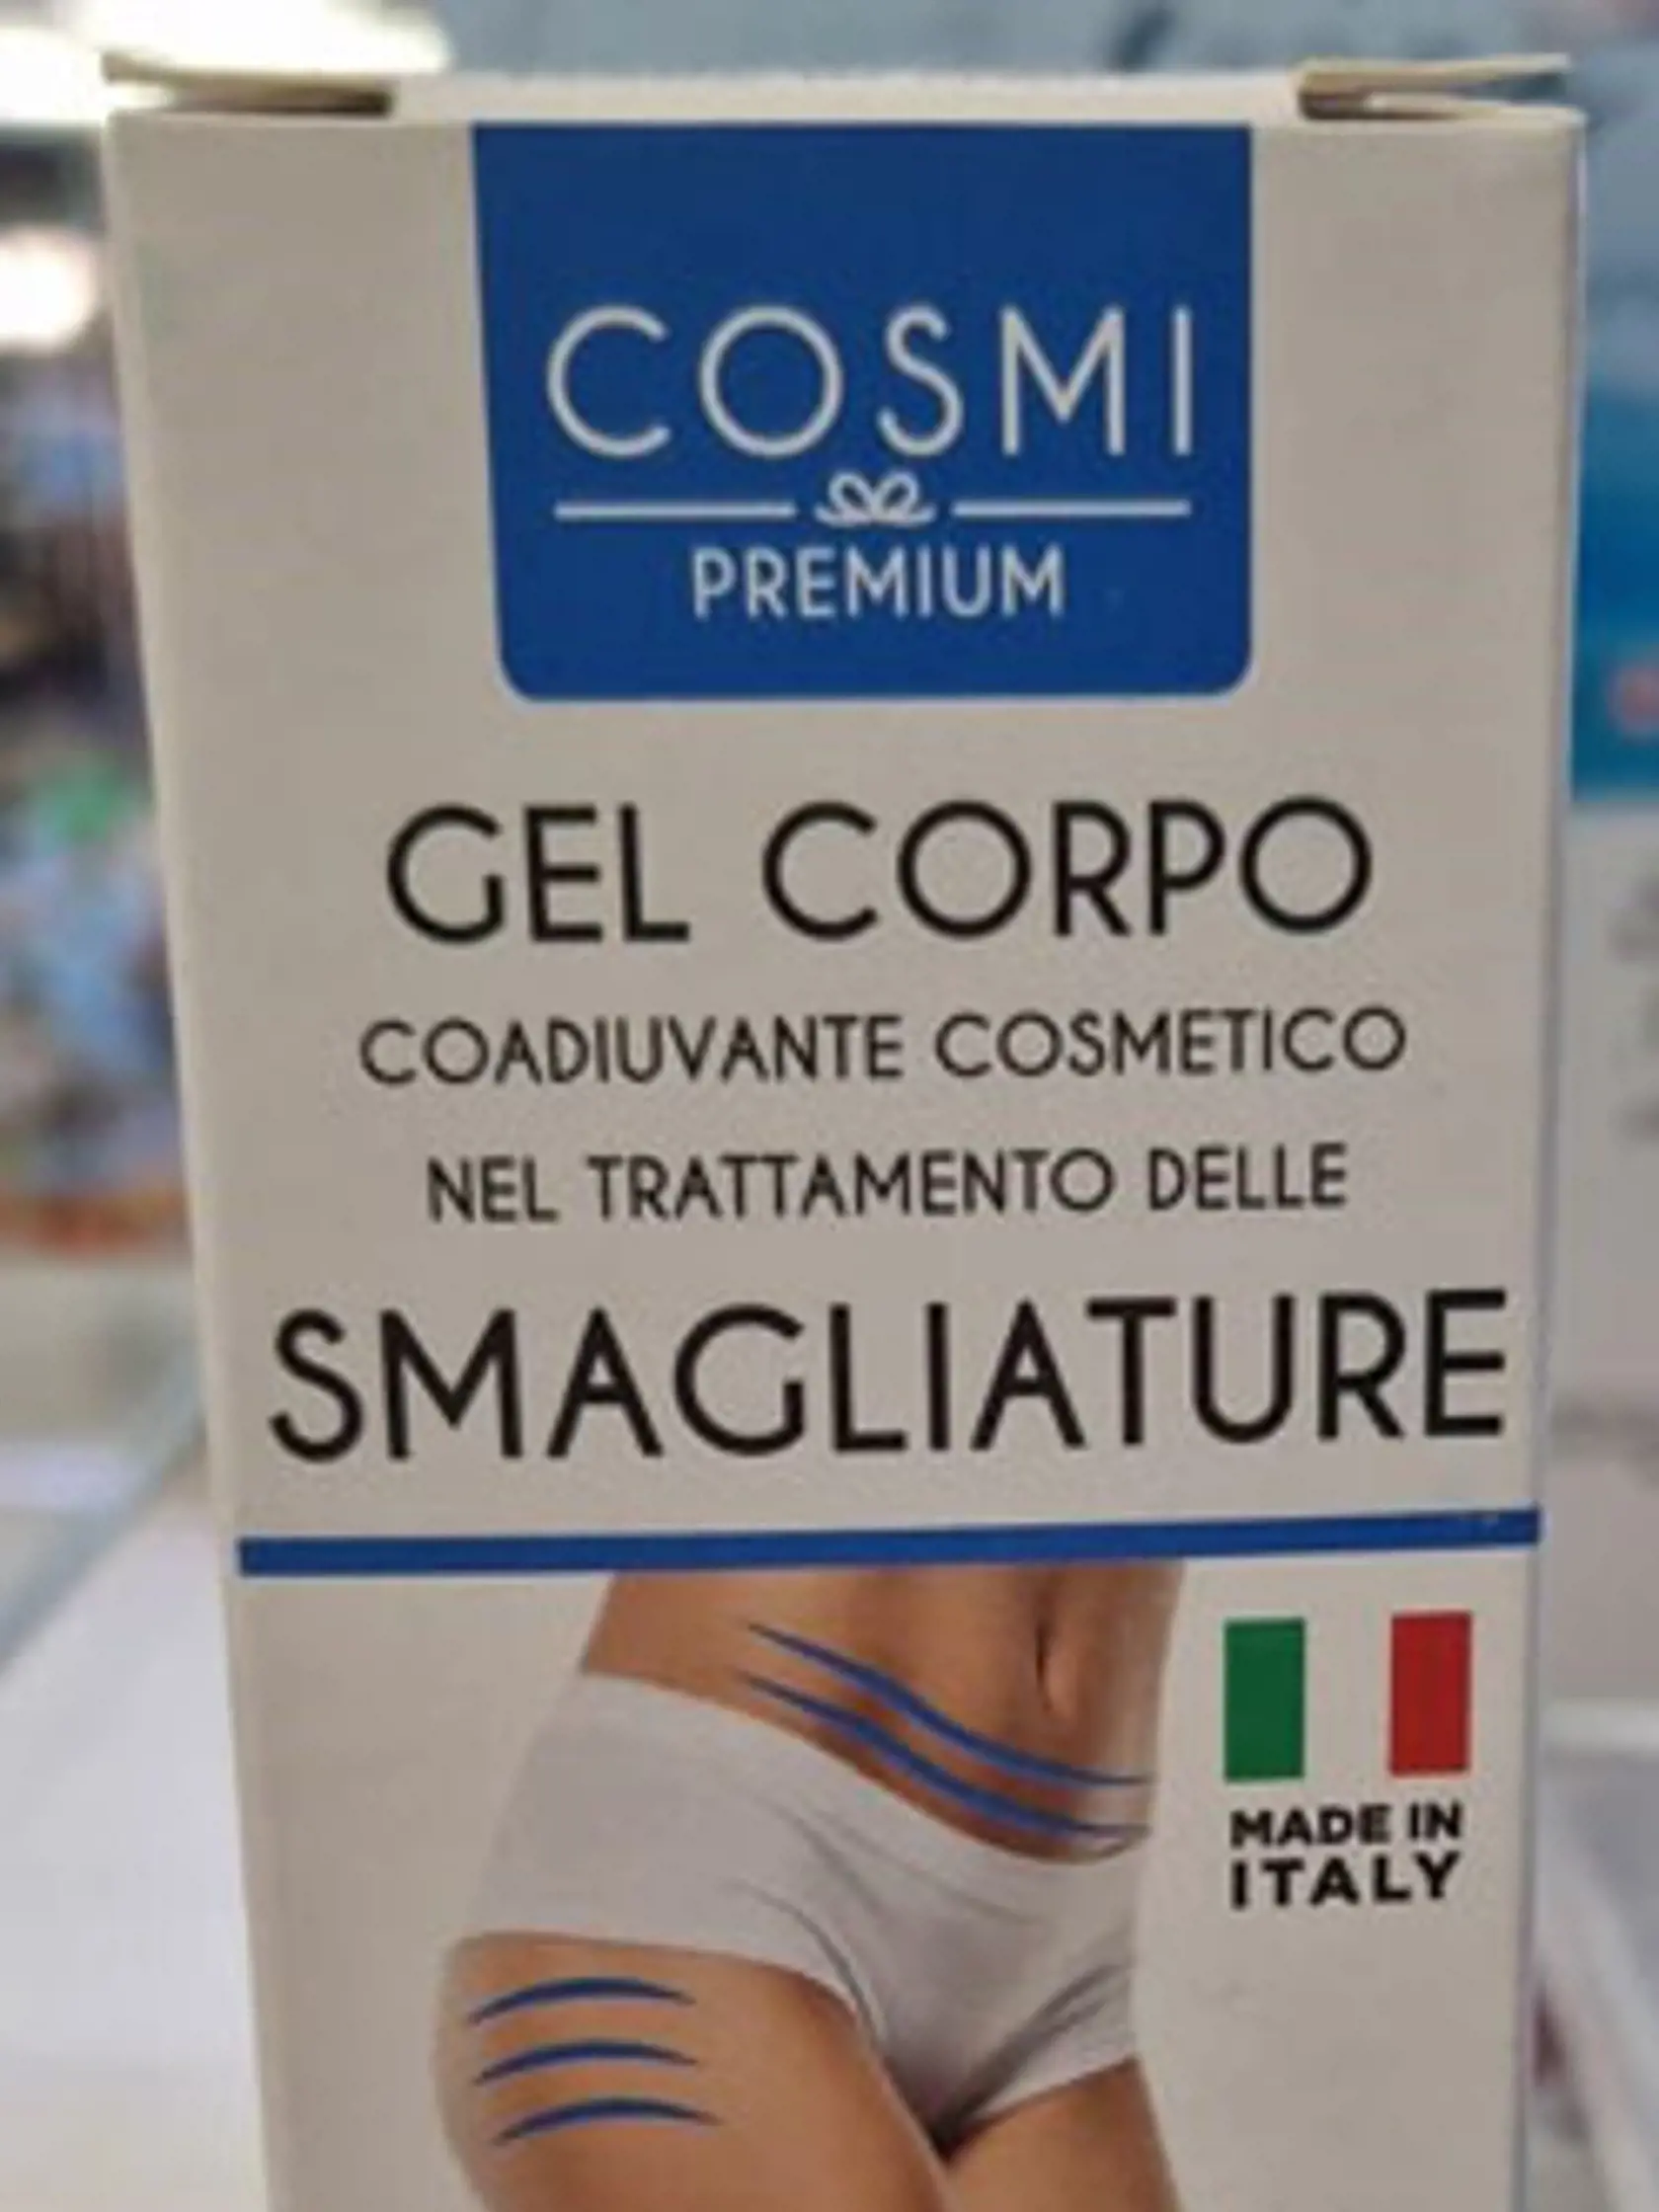 COSMI
PREMIUM
GEL CORPO
COADIUVANTE COSMETICO
NEL TRATTAMENTO DELLE
SMAGLIATURE
MADE IN
ITALY